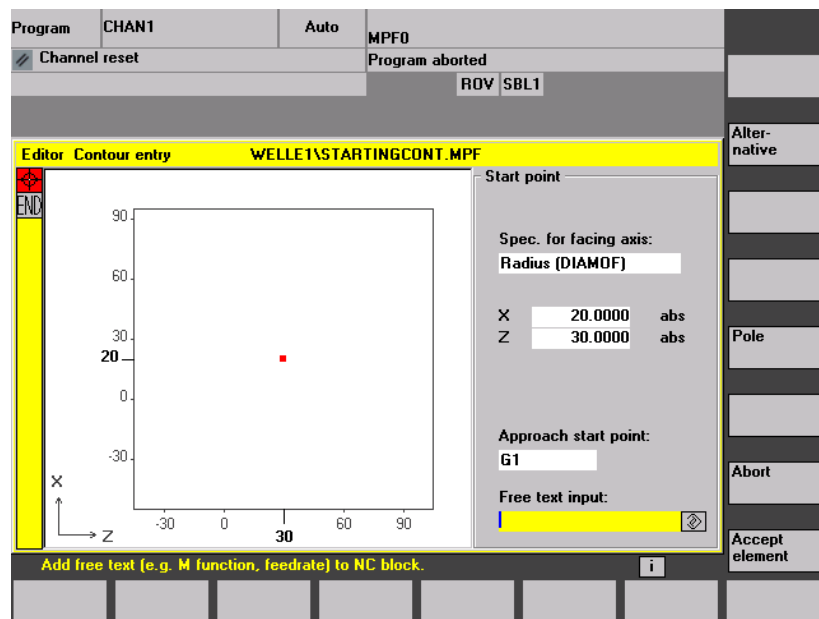 Program CHAN1 Auto MPF0
Channel reset Program aborted
ROV SBL1
Alter-
native
Editor Contour entry WELLE1\STARTINGCONT.MPF
Start point
END
90
Spec. for facing axis:
Radius (DIAMOF)
60
X 20.0000 abs
30
Z 30.0000 abs
Pole
20
0
Approach start point:
-30
G1
Abort
X
Free text input:
-30 0 60 90
Z 30
Accept
element
Add free text (e.g. M function, feedrate) to NC block.
i